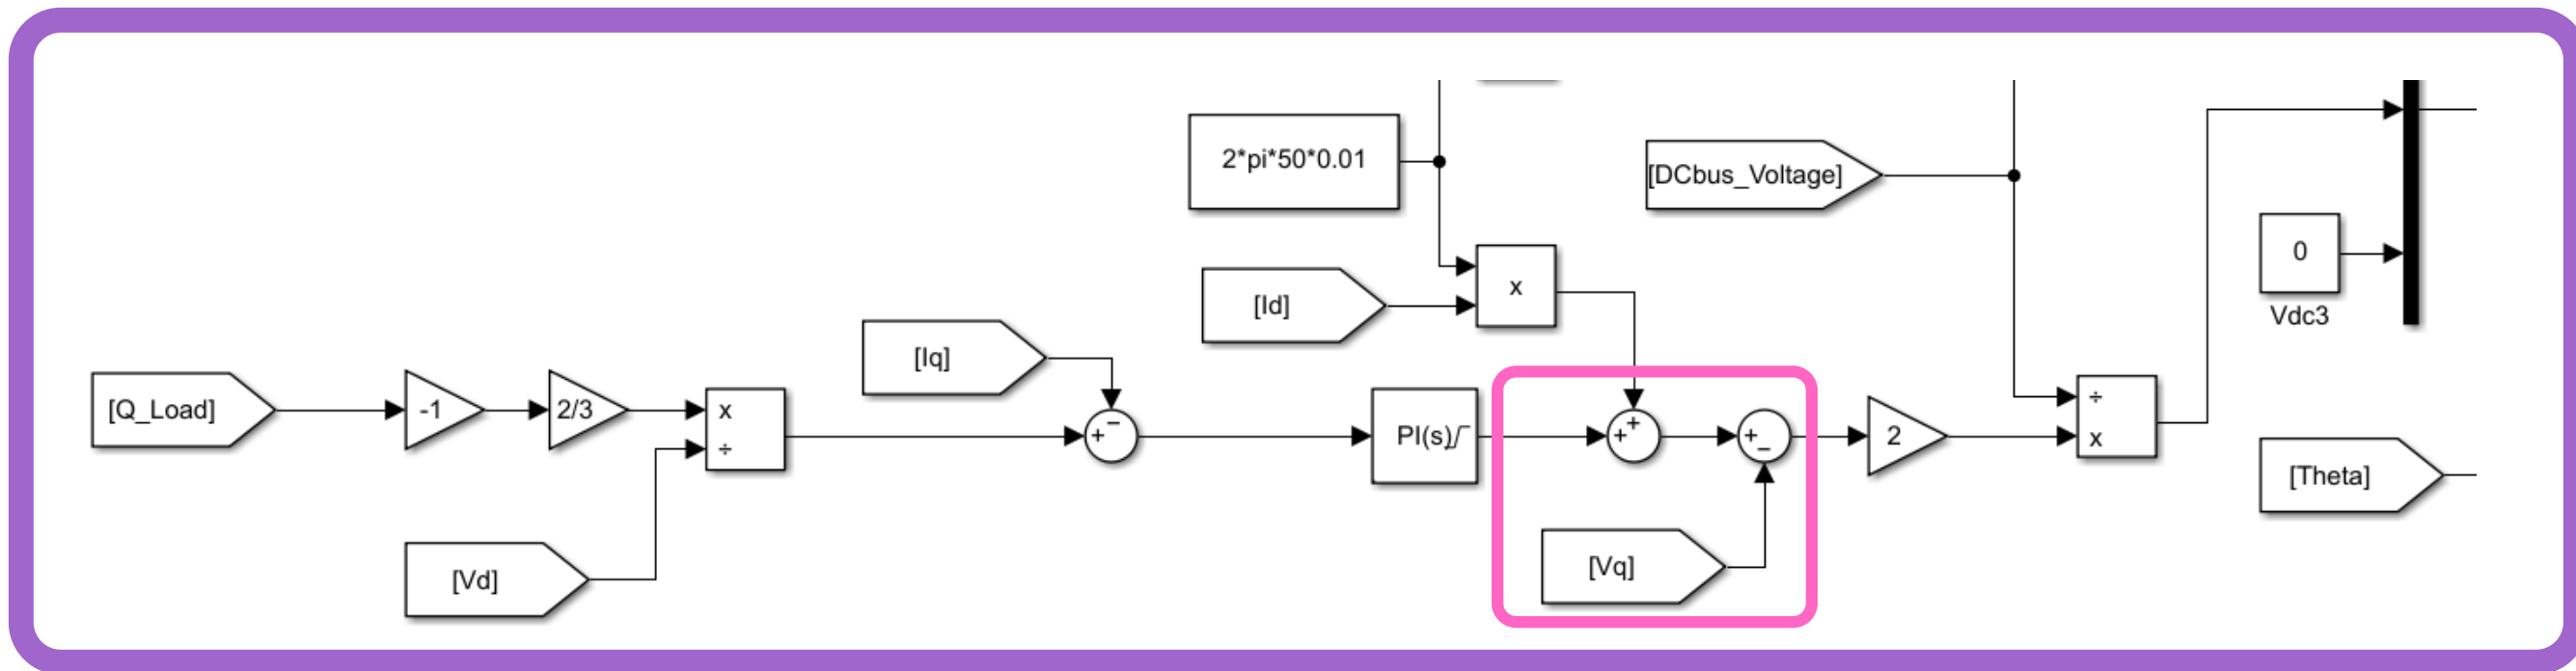 2*pi*50*0.01
[DCbus_Voltage]
0
Vdc3
x
[Id]
[Iq]
−
+
[Q_Load]
-1
2/3
x
÷
PI(s)
+
+
+
−
2
÷
x
[Theta]
[Vq]
[Vd]